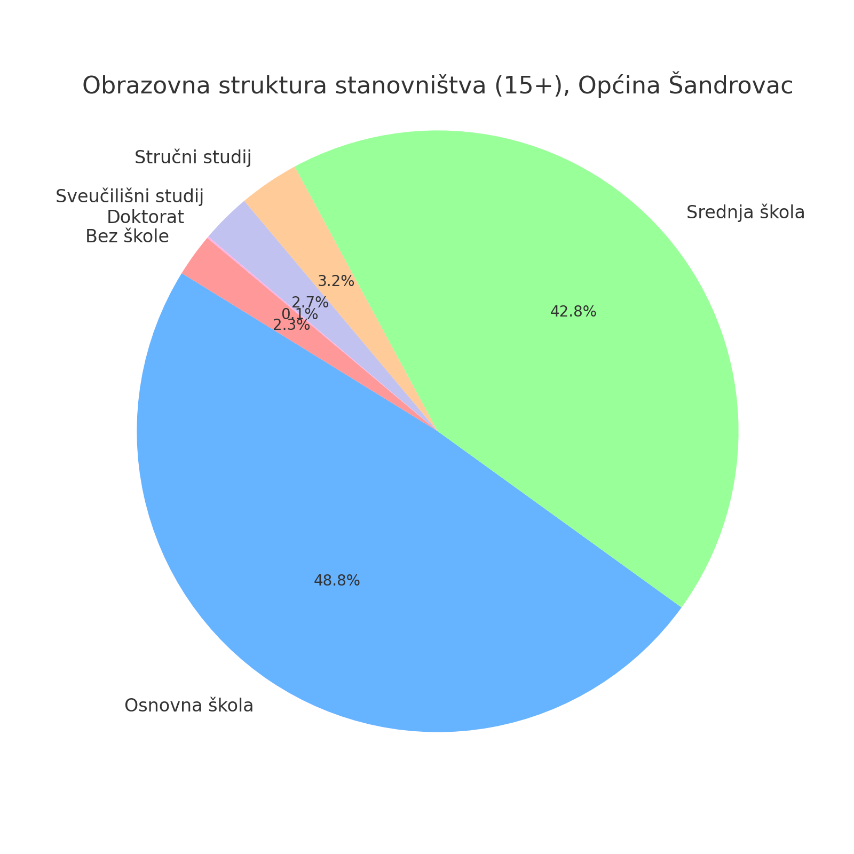 Obrazovna struktura stanovništva (15+), Općina Šandrovac
Stručni studij
Sveučilišni studij
Doktorat
Bez škole
Srednja škola
3.2%
2.7%
0.1%
2.3%
42.8%
48.8%
Osnovna škola